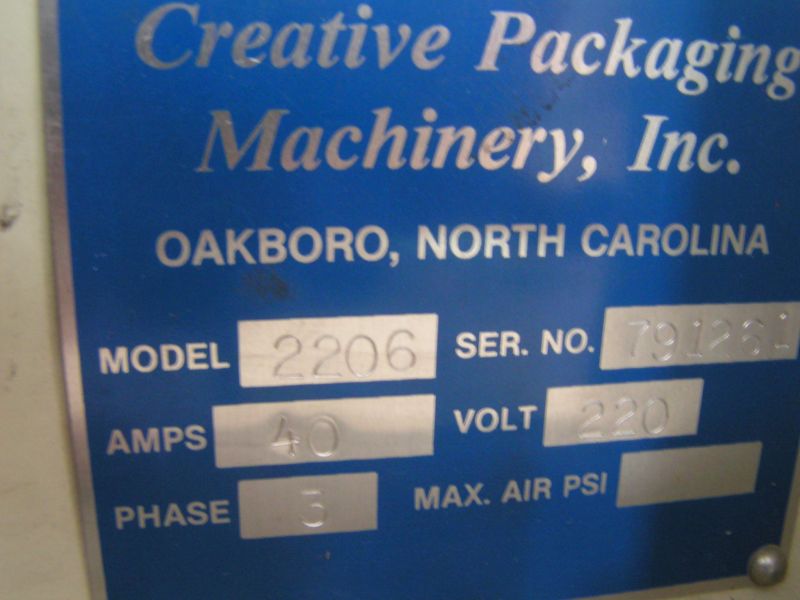 Creative Packaging
Machinery, Inc.
OAKBORO, NORTH CAROLINA
MODEL 2206 SER. NO. 791261
AMPS 40 VOLT 220
PHASE 3 MAX. AIR PSI